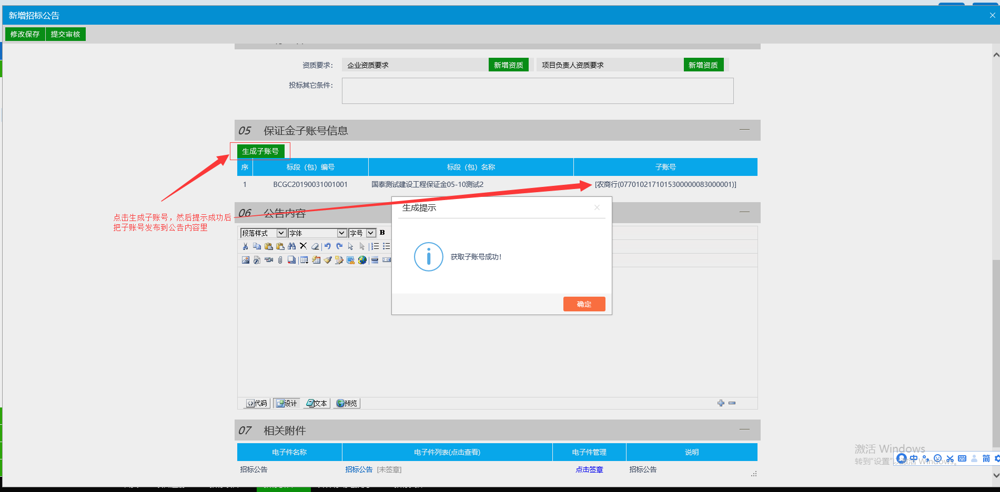 新增招标公告
修改保存 提交审核
资质要求： 企业资质要求 新增资质 项目负责人资质要求 新增资质
投标其它条件：
05 保证金子账号信息
生成子账号
序 标段（包）编号 标段（包）名称 子账号
1 BCGC20190031001001 国泰测试建设工程保证金05-10测试2 [农商行(0770102171015300000083000001)]
06 公告内容
点击生成子账号，然后提示成功后
把子账号发布到公告内容里
生成提示
段落样式 字体 字号 B
获取子账号成功！
确定
代码 设计 文本 预览
07 相关附件
电子件名称 电子件列表(点击查看) 电子件管理 说明
招标公告 招标公告 [未签章] 点击签章 招标公告
激活 Windows
转到“设置”以激活 Windows。
中 简